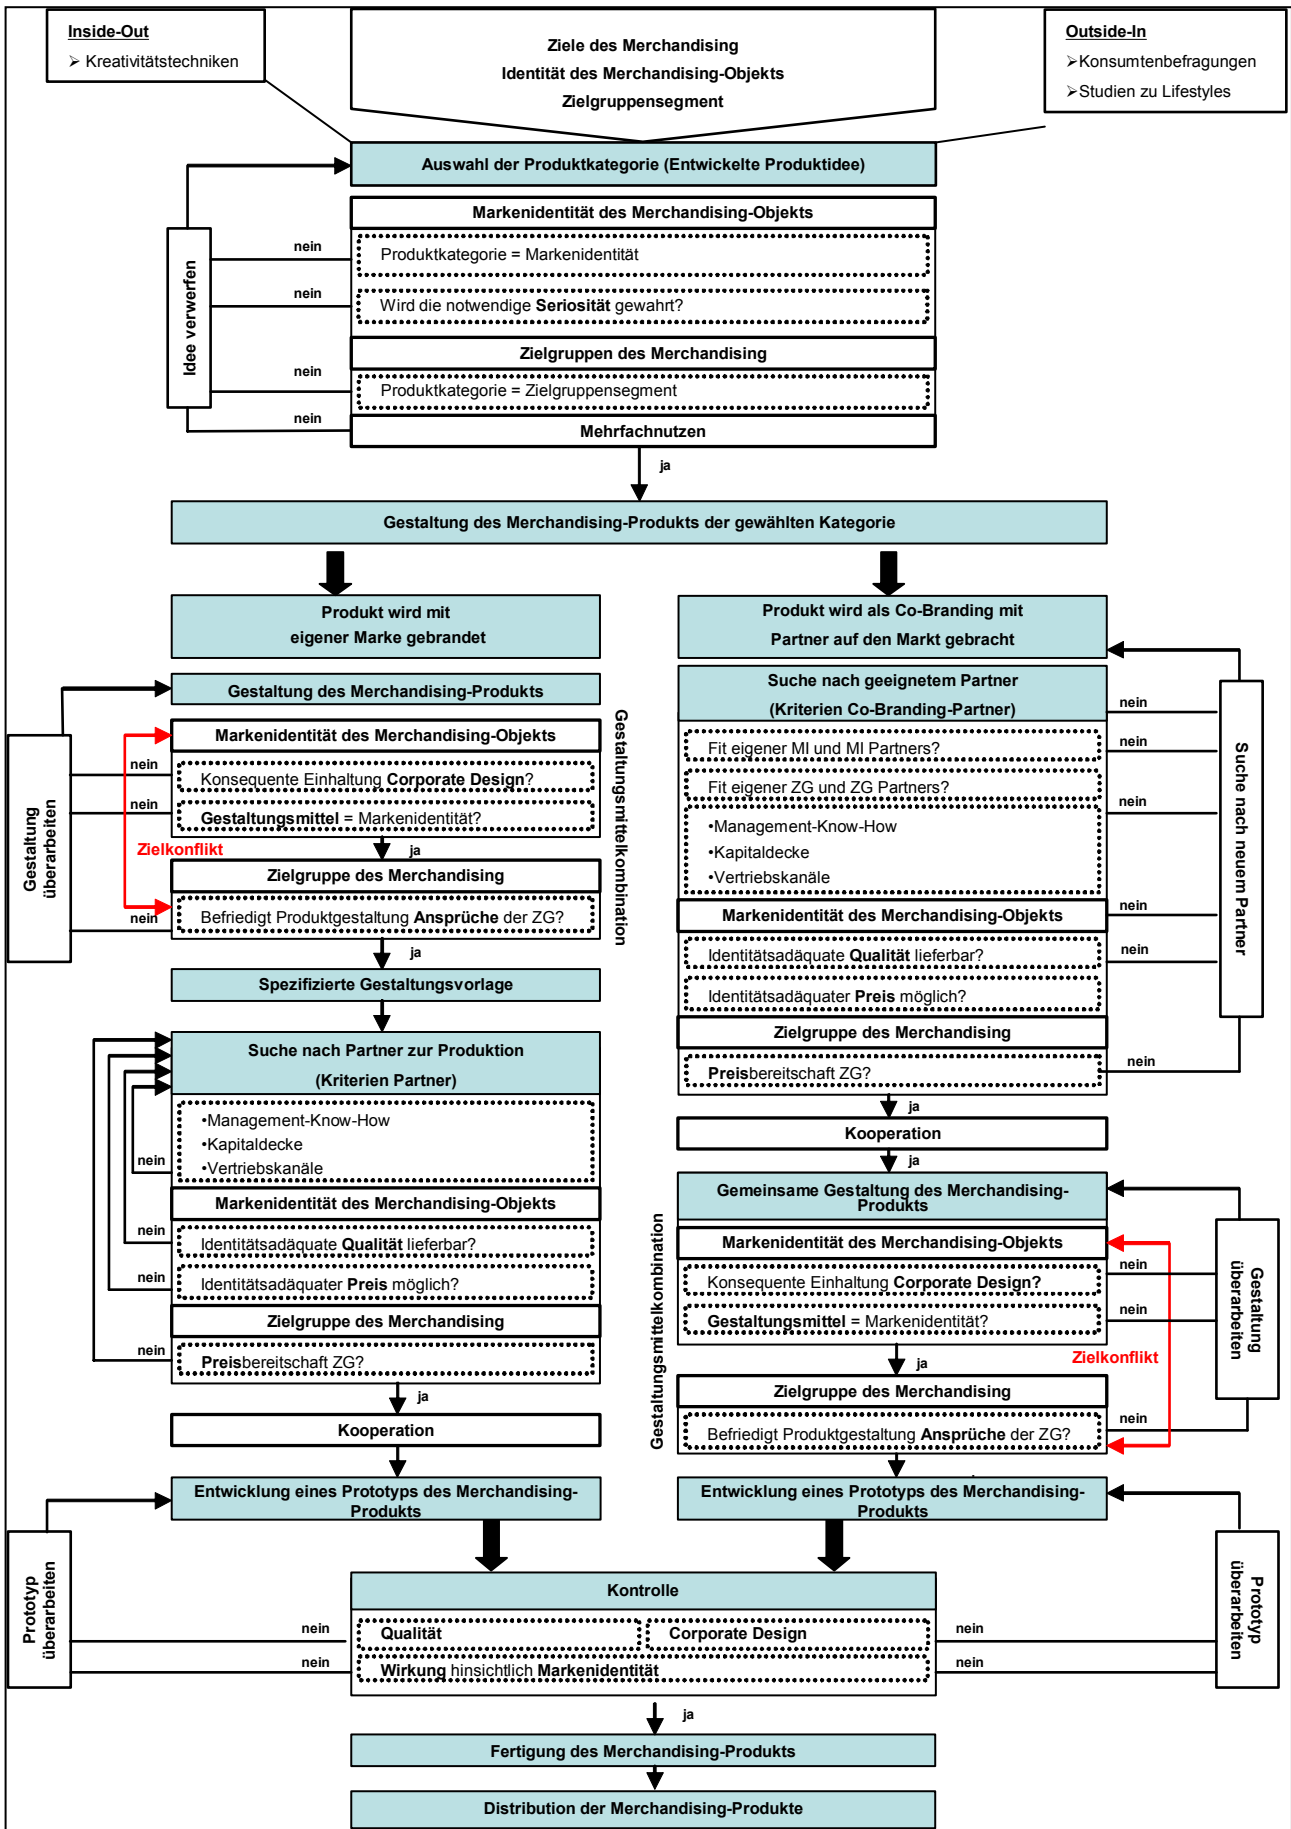 Inside-Out
➢ Kreativitätstechniken
Ziele des Merchandising
Identität des Merchandising-Objekts
Zielgruppensegment
Outside-In
➢Konsumtenbefragungen
➢Studien zu Lifestyles
Auswahl der Produktkategorie (Entwickelte Produktidee)
Idee verwerfen
Markenidentität des Merchandising-Objekts
nein
Produktkategorie = Markenidentität
nein
Wird die notwendige Seriosität gewahrt?
Zielgruppen des Merchandising
nein
Produktkategorie = Zielgruppensegment
nein
Mehrfachnutzen
ja
Gestaltung des Merchandising-Produkts der gewählten Kategorie
Produkt wird mit
eigener Marke gebrandet
Gestaltung des Merchandising-Produkts
Gestaltung
überarbeiten
Gestaltungsmittelkombination
Markenidentität des Merchandising-Objekts
nein
Konsequente Einhaltung Corporate Design?
nein
Gestaltungsmittel = Markenidentität?
Zielkonflikt
ja
Zielgruppe des Merchandising
nein
Befriedigt Produktgestaltung Ansprüche der ZG?
ja
Spezifizierte Gestaltungsvorlage
Suche nach Partner zur Produktion
(Kriterien Partner)
•Management-Know-How
•Kapitaldecke
•Vertriebskanäle
nein
Markenidentität des Merchandising-Objekts
nein
Identitätsadäquate Qualität lieferbar?
nein
Identitätsadäquater Preis möglich?
Zielgruppe des Merchandising
nein
Preisbereitschaft ZG?
ja
Kooperation
Entwicklung eines Prototyps des Merchandising-
Produkts
Produkt wird als Co-Branding mit
Partner auf den Markt gebracht
Suche nach geeignetem Partner
(Kriterien Co-Branding-Partner)
nein
Suche nach neuem Partner
Fit eigener MI und MI Partners?
nein
Fit eigener ZG und ZG Partners?
nein
•Management-Know-How
•Kapitaldecke
•Vertriebskanäle
Markenidentität des Merchandising-Objekts
nein
Identitätsadäquate Qualität lieferbar?
nein
Identitätsadäquater Preis möglich?
Zielgruppe des Merchandising
Preisbereitschaft ZG?
nein
ja
Kooperation
ja
Gemeinsame Gestaltung des Merchandising-
Produkts
Gestaltungsmittelkombination
Markenidentität des Merchandising-Objekts
Konsequente Einhaltung Corporate Design?
nein
Gestaltungsmittel = Markenidentität?
nein
Gestaltung
überarbeiten
Zielkonflikt
ja
Zielgruppe des Merchandising
Befriedigt Produktgestaltung Ansprüche der ZG?
nein
Entwicklung eines Prototyps des Merchandising-
Produkts
Prototyp
überarbeiten
Prototyp
überarbeiten
Kontrolle
nein
Qualität
Corporate Design
nein
nein
Wirkung hinsichtlich Markenidentität
nein
ja
Fertigung des Merchandising-Produkts
Distribution der Merchandising-Produkte